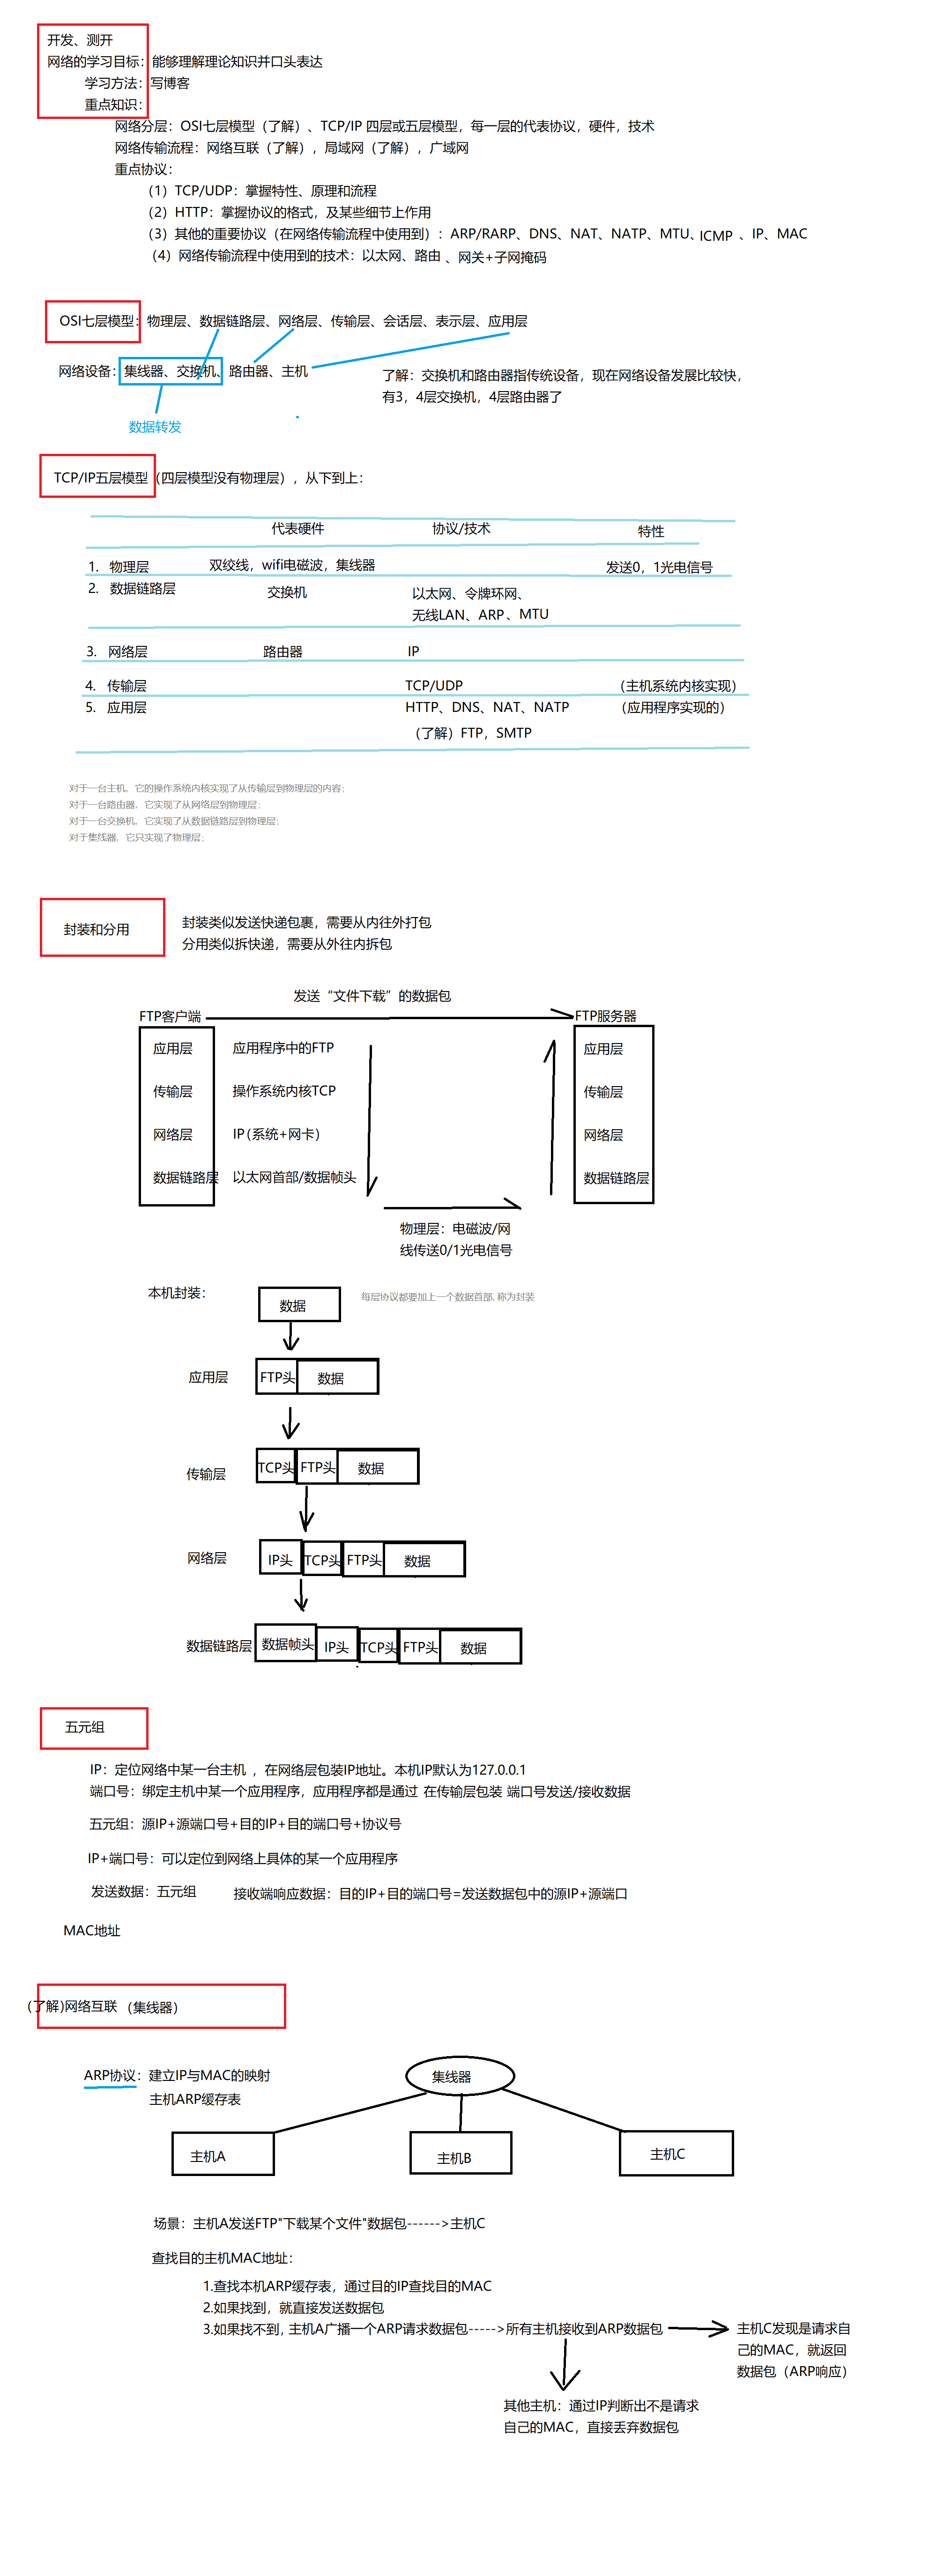 开发、测开
网络的学习目标：能够理解理论知识并口头表达
学习方法：写博客
重点知识：
网络分层：OSI七层模型（了解）、TCP/IP 四层或五层模型，每一层的代表协议，硬件，技术
网络传输流程：网络互联（了解），局域网（了解），广域网
重点协议：
（1）TCP/UDP：掌握特性、原理和流程
（2）HTTP：掌握协议的格式，及某些细节上作用
（3）其他的重要协议（在网络传输流程中使用到）：ARP/RARP、DNS、NAT、NATP、MTU、ICMP 、IP、MAC
（4）网络传输流程中使用到的技术：以太网、路由 、网关+子网掩码
OSI七层模型：物理层、数据链路层、网络层、传输层、会话层、表示层、应用层
网络设备：集线器、交换机、路由器、主机
了解：交换机和路由器指传统设备，现在网络设备发展比较快，
有3，4层交换机，4层路由器了
数据转发
TCP/IP五层模型（四层模型没有物理层），从下到上：
代表硬件 协议/技术 特性
1. 物理层 双绞线，wifi电磁波，集线器 发送0，1光电信号
2. 数据链路层 交换机 以太网、令牌环网、
无线LAN、ARP、MTU
3. 网络层 路由器 IP
4. 传输层 TCP/UDP （主机系统内核实现）
5. 应用层 HTTP、DNS、NAT、NATP （应用程序实现的）
（了解）FTP，SMTP
对于一台主机，它的操作系统内核实现了从传输层到物理层的内容；
对于一台路由器，它实现了从网络层到物理层；
对于一台交换机，它实现了从数据链路层到物理层；
对于集线器，它只实现了物理层；
封装和分用
封装类似发送快递包裹，需要从内往外打包
分用类似拆快递，需要从外往内拆包
发送“文件下载”的数据包
FTP客户端 FTP服务器
应用层 应用程序中的FTP 应用层
传输层 操作系统内核TCP 传输层
网络层 IP（系统+网卡） 网络层
数据链路层 以太网首部/数据帧头 数据链路层
物理层：电磁波/网
线传送0/1光电信号
本机封装： 数据 每层协议都要加上一个数据首部，称为封装
应用层 FTP头 数据
传输层 TCP头 FTP头 数据
网络层 IP头 TCP头 FTP头 数据
数据链路层 数据帧头 IP头 TCP头 FTP头 数据
五元组
IP：定位网络中某一台主机 ，在网络层包装IP地址。本机IP默认为127.0.0.1
端口号：绑定主机中某一个应用程序，应用程序都是通过 在传输层包装 端口号发送/接收数据
五元组：源IP+源端口号+目的IP+目的端口号+协议号
IP+端口号：可以定位到网络上具体的某一个应用程序
发送数据：五元组 接收端响应数据：目的IP+目的端口号=发送数据包中的源IP+源端口
MAC地址
（了解）网络互联（集线器）
ARP协议：建立IP与MAC的映射
主机ARP缓存表
集线器
主机A 主机B 主机C
场景：主机A发送FTP"下载某个文件"数据包------>主机C
查找目的主机MAC地址：
1.查找本机ARP缓存表，通过目的IP查找目的MAC
2.如果找到，就直接发送数据包
3.如果找不到，主机A广播一个ARP请求数据包----->所有主机接收到ARP数据包
主机C发现是请求自
己的MAC，就返回
数据包（ARP响应）
其他主机：通过IP判断出不是请求
自己的MAC，直接丢弃数据包